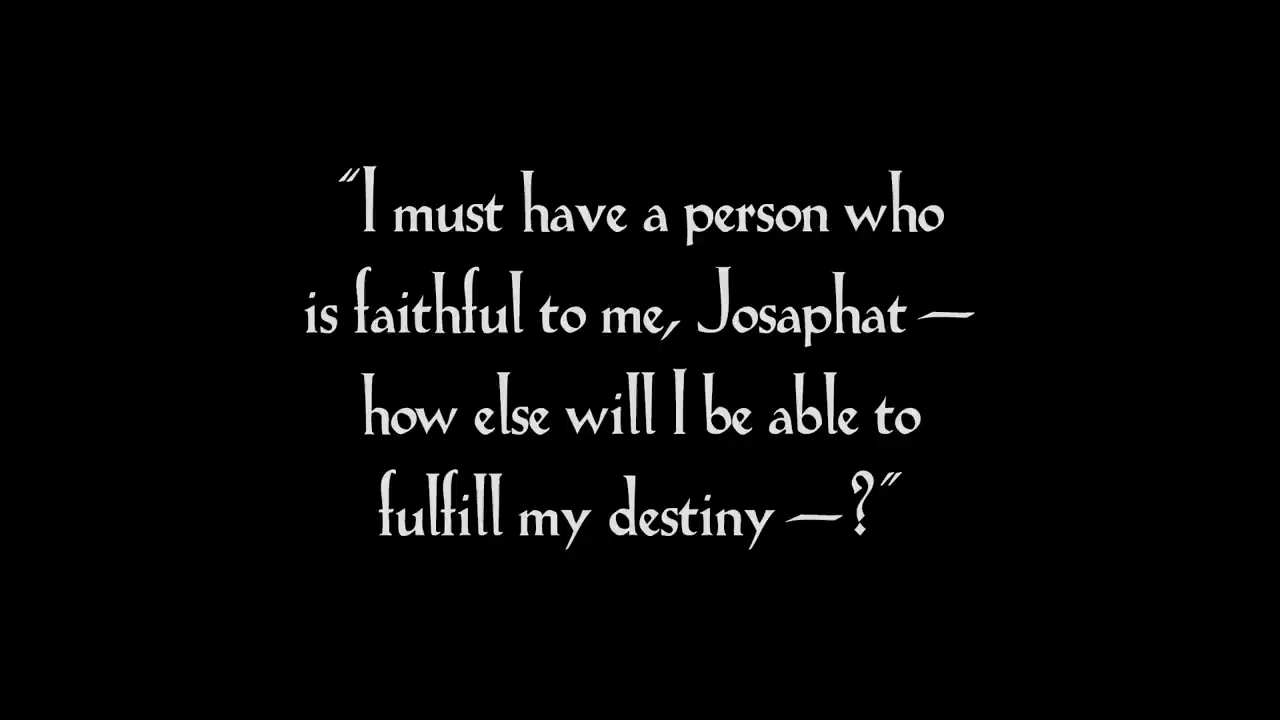 “I must have a person who
is faithful to me, Josaphat —
how else will I be able to
fulfill my destiny —?”